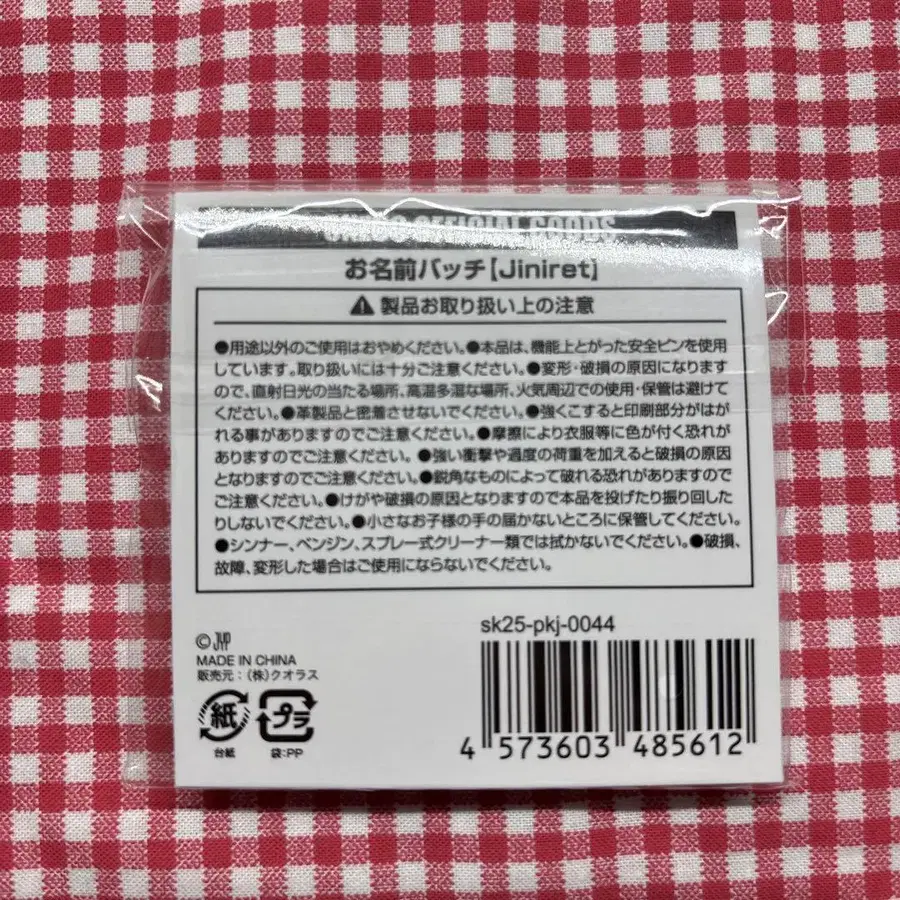 OFFICIAL GOODS
お名前バッチ【Jiniret】
製品お取り扱い上の注意
●用途以外のご使用はおやめください。●本品は、機能上とがった安全ピンを使用
しています。取り扱いには十分ご注意ください。●変形・破損の原因になります
ので、直射日光の当たる場所、高温多湿な場所、火気周辺での使用・保管は避けて
ください。●革製品と密着させないでください。●強くこすると印刷部分がはが
れる事がありますのでご注意ください。●摩擦により衣服等に色が付く恐れが
ありますのでご注意ください。●強い衝撃や過度の荷重を加えると破損の原因
となりますのでご注意ください。●鋭角なものによって破れる恐れがありますので
ご注意ください。●けがや破損の原因となりますので本品を投げたり振り回した
りしないでください。●小さなお子様の手の届かないところに保管してください。
●シンナー、ベンジン、スプレー式クリーナー類では拭かないでください。●破損、
故障、変形した場合はご使用にならないでください。
sk25-pkj-0044
©JYP
MADE IN CHINA
販売元：(株)クオラス
紙 プラ
台紙 袋:PP
4 573603 485612